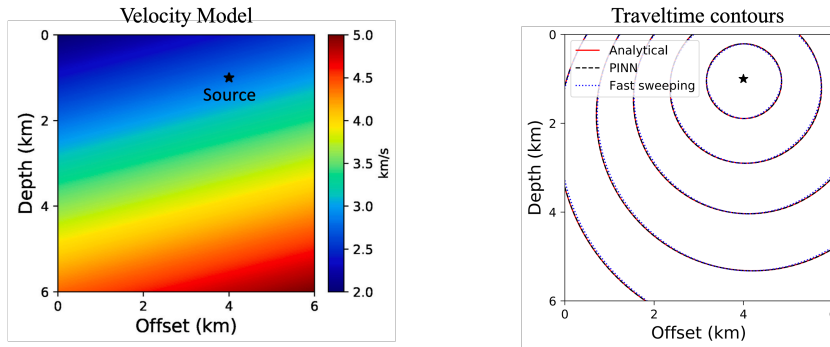 Velocity Model
0
2
4
6
Depth (km)
0 2 4 6
Offset (km)
Source
5.0
4.5
4.0
3.5
3.0
2.5
2.0
km/s
Traveltime contours
0
2
4
6
Depth (km)
0 2 4
Offset (km)
Analytical
PINN
Fast sweeping